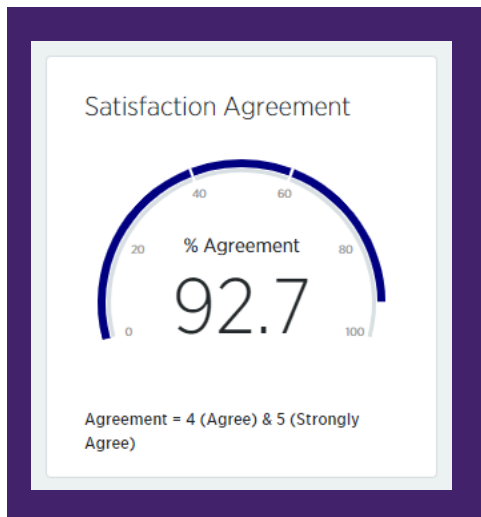 Satisfaction Agreement
40 60
20 % Agreement 80
92.7
0 100
Agreement = 4 (Agree) & 5 (Strongly
Agree)